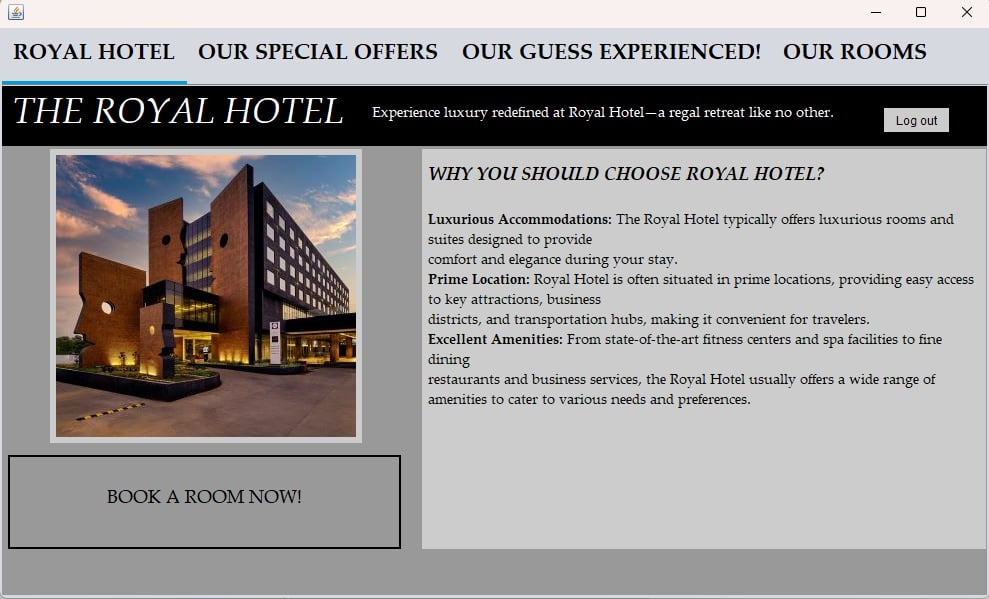 ROYAL HOTEL OUR SPECIAL OFFERS OUR GUESS EXPERIENCED! OUR ROOMS
THE ROYAL HOTEL
Experience luxury redefined at Royal Hotel—a regal retreat like no other.
Log out
WHY YOU SHOULD CHOOSE ROYAL HOTEL?
Luxurious Accommodations: The Royal Hotel typically offers luxurious rooms and
suites designed to provide
comfort and elegance during your stay.
Prime Location: Royal Hotel is often situated in prime locations, providing easy access
to key attractions, business
districts, and transportation hubs, making it convenient for travelers.
Excellent Amenities: From state-of-the-art fitness centers and spa facilities to fine
dining
restaurants and business services, the Royal Hotel usually offers a wide range of
amenities to cater to various needs and preferences.
BOOK A ROOM NOW!